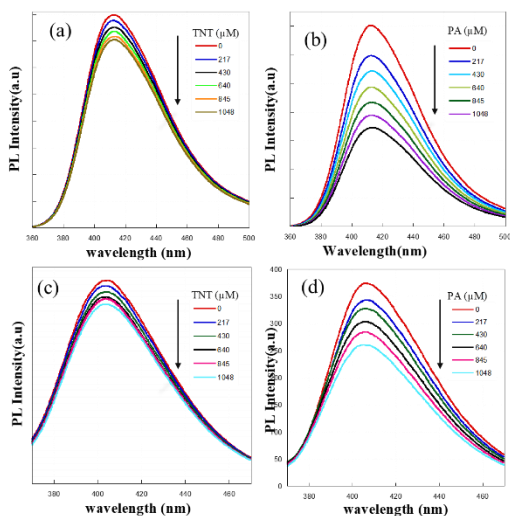 (a)
TNT (µM)
0
217
430
640
845
1048
PL Intensity(a.u)
360 380 400 420 440 460 480 500
wavelength (nm)
(b)
PA (µM)
0
217
430
640
845
1048
PL Intensity(a.u)
360 380 400 420 440 460 480 500
Wavelength(nm)
(c)
TNT (µM)
0
217
430
640
845
1048
PL Intensity(a.u)
380 400 420 440 460
wavelength (nm)
(d)
PA (µM)
0
217
430
640
845
1048
PL Intensity(a.u)
400
350
300
250
200
150
100
50
0
380 400 420 440 460
wavelength (nm)